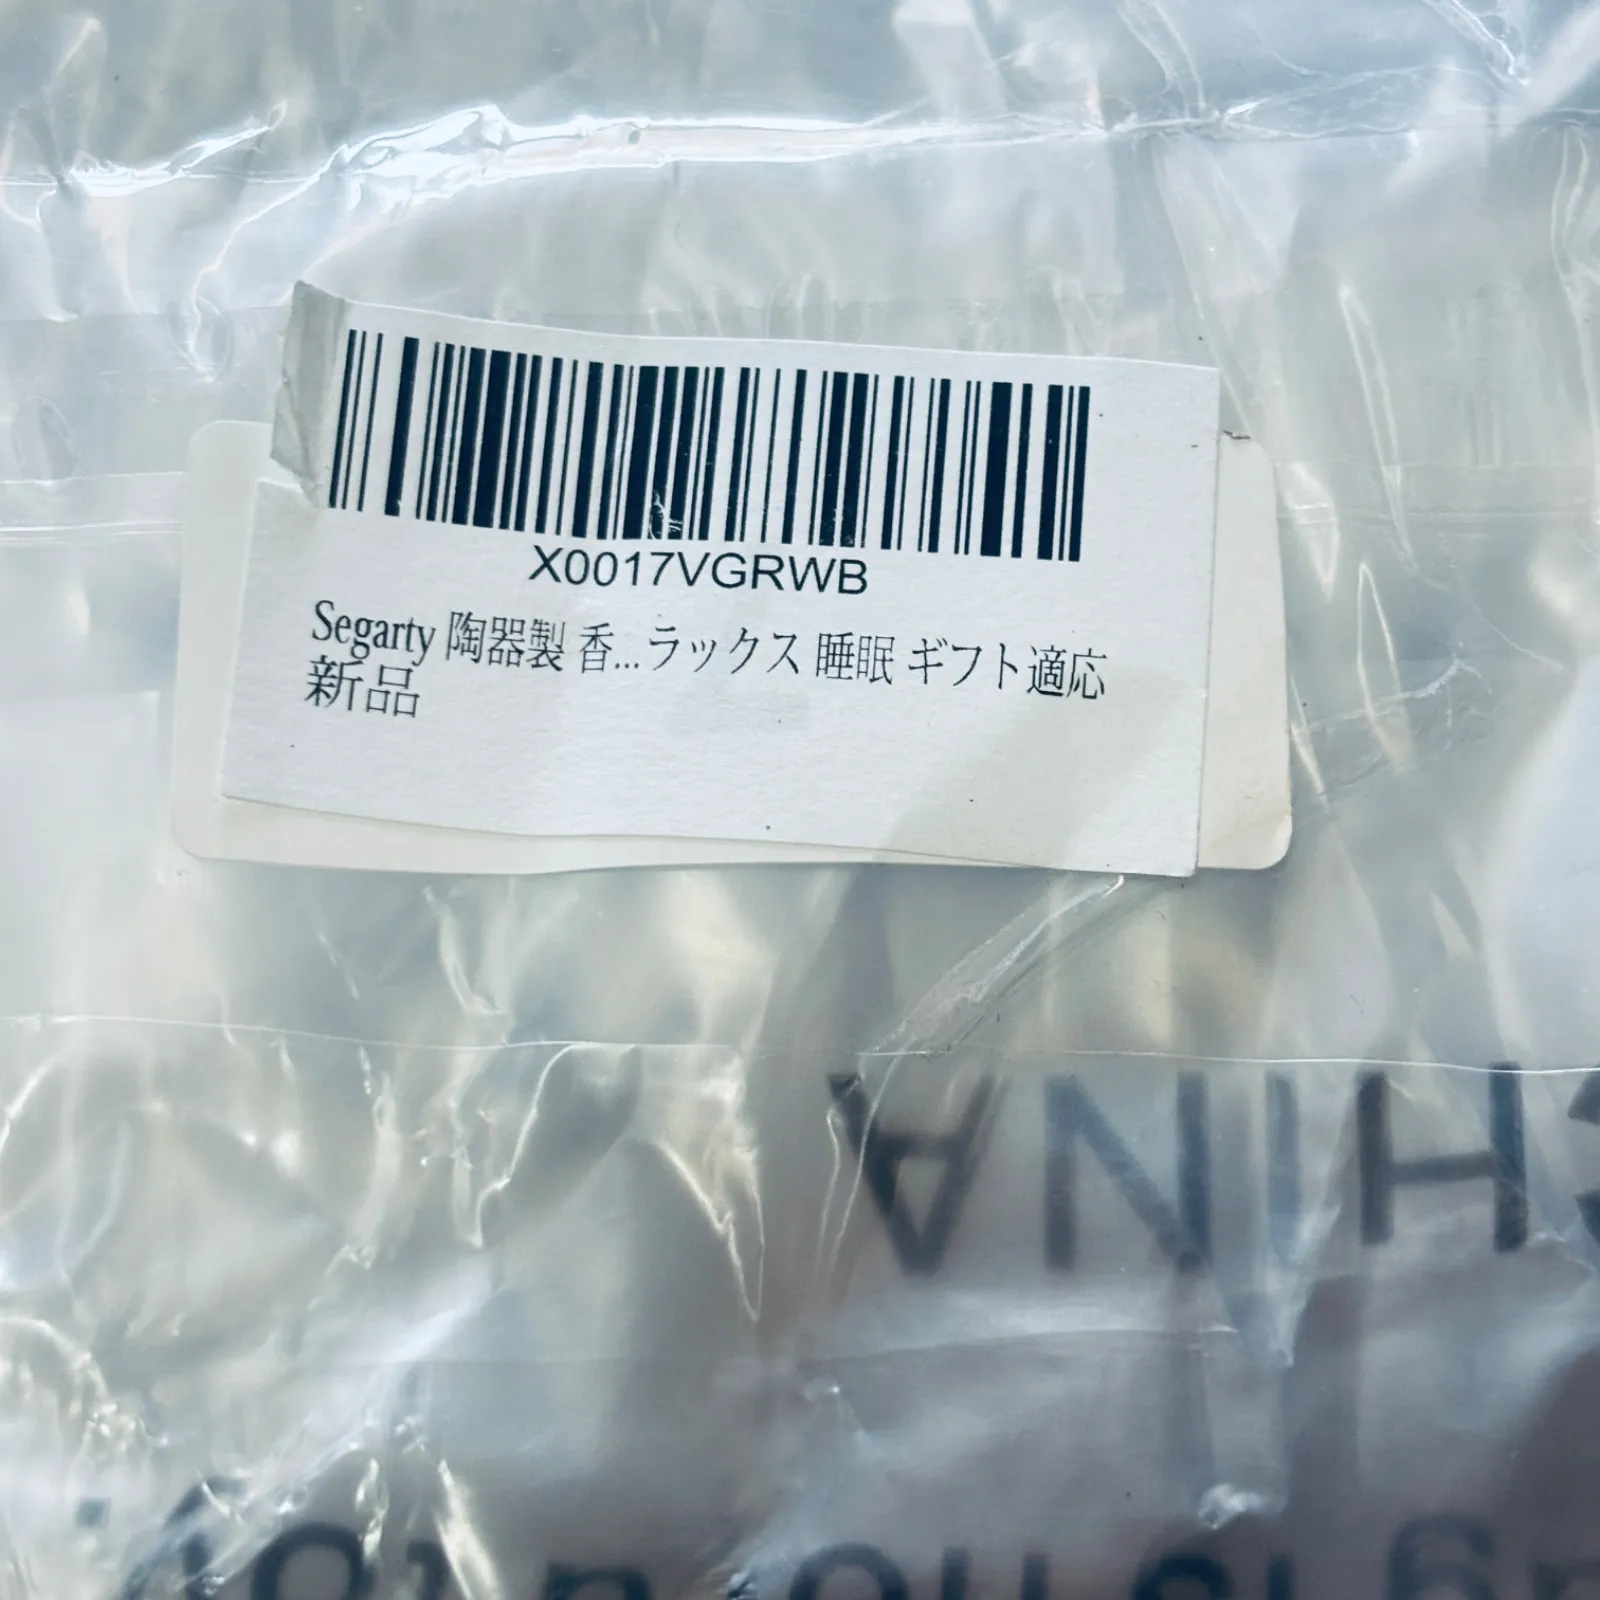 X0017VGRWB
Segarty 陶器製 香...ラックス 睡眠 ギフト適応
新品
HINA